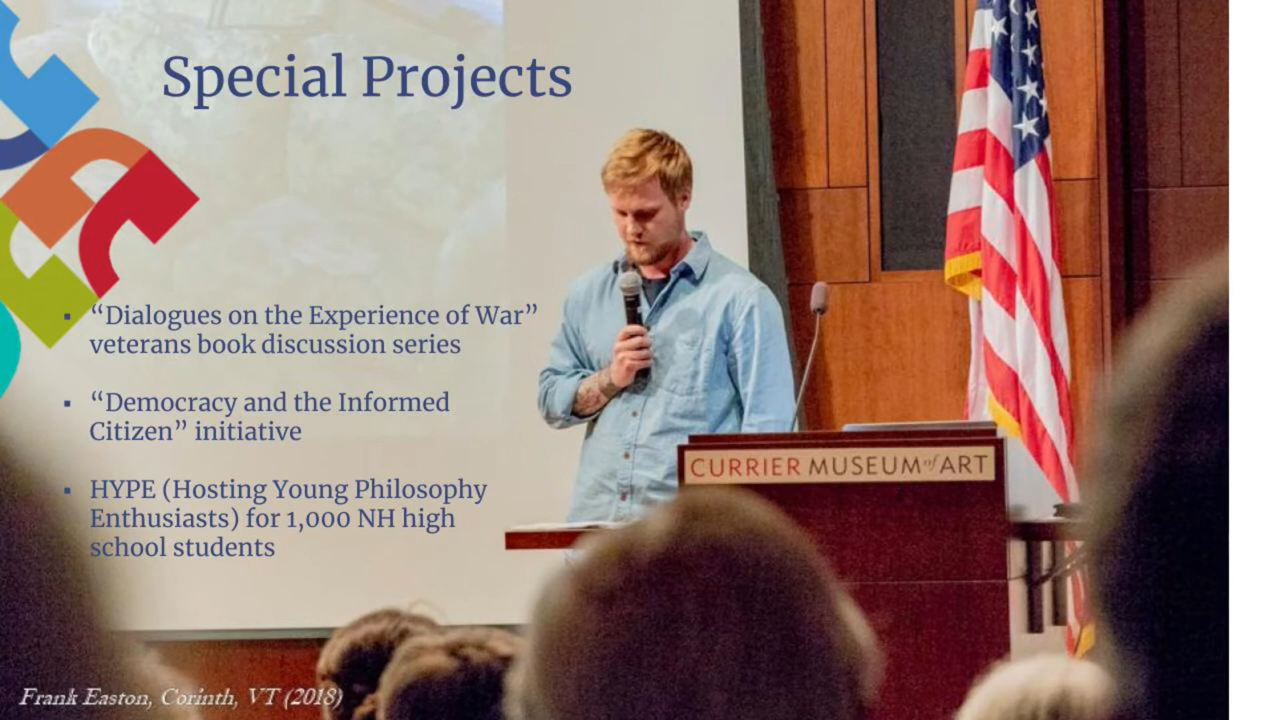 Special Projects
▪ “Dialogues on the Experience of War”
veterans book discussion series
▪ “Democracy and the Informed
Citizen” initiative
▪ HYPE (Hosting Young Philosophy
Enthusiasts) for 1,000 NH high
school students
CURRIER MUSEUM of ART
Frank Easton, Corinth, VT (2018)